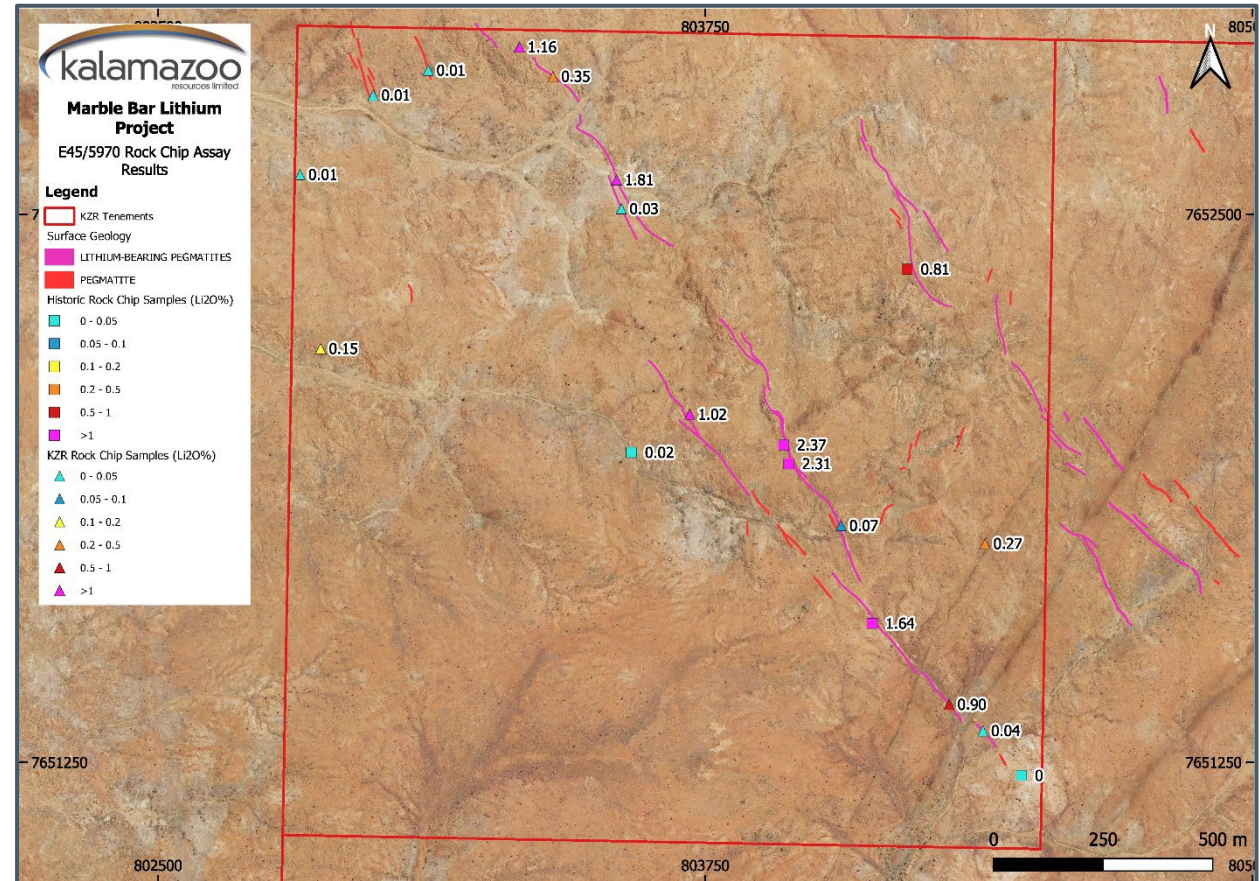 802500
803750
805
N
kalamazoo
resources limited
Marble Bar Lithium
Project
E45/5970 Rock Chip Assay
Results
Legend
KZR Tenements
Surface Geology
LITHIUM-BEARING PEGMATITES
PEGMATITE
Historic Rock Chip Samples (Li2O%)
0 - 0.05
0.05 - 0.1
0.1 - 0.2
0.2 - 0.5
0.5 - 1
>1
KZR Rock Chip Samples (Li2O%)
0 - 0.05
0.05 - 0.1
0.1 - 0.2
0.2 - 0.5
0.5 - 1
>1
1.16
0.01
0.35
0.01
0.01
1.81
0.03
7
7652500
0.81
0.15
1.02
2.37
0.02
2.31
0.07
0.27
1.64
0.90
0.04
7651250
7651250
0
0 250 500 m
802500
803750
805